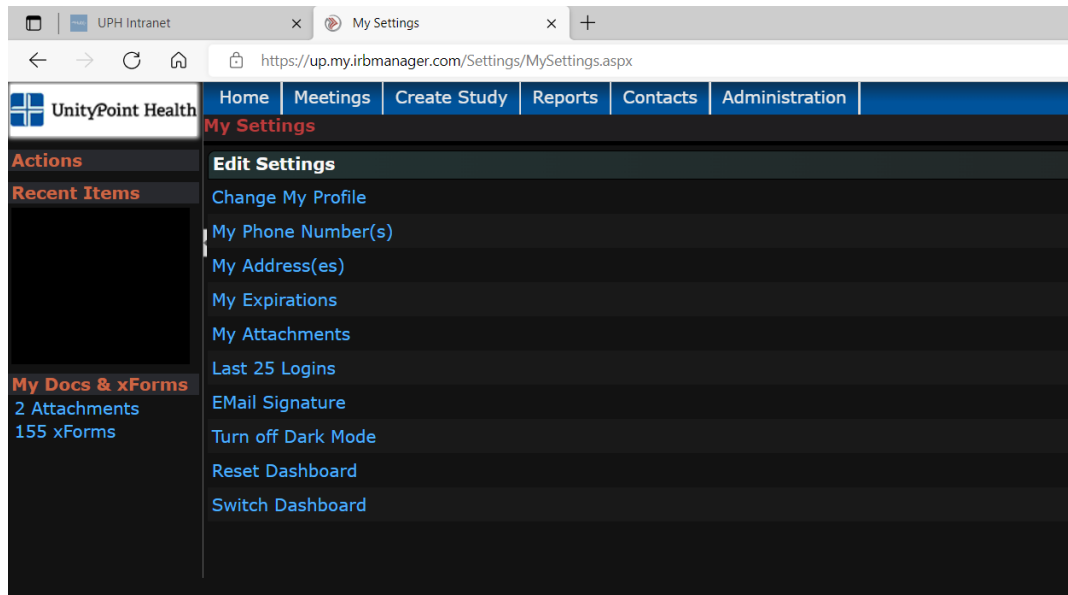 UPH Intranet
My Settings
https://up.my.irbmanager.com/Settings/MySettings.aspx
UnityPoint Health
Home Meetings Create Study Reports Contacts Administration
My Settings
Actions
Recent Items
My Docs & xForms
2 Attachments
155 xForms
Edit Settings
Change My Profile
My Phone Number(s)
My Address(es)
My Expirations
My Attachments
Last 25 Logins
EMail Signature
Turn off Dark Mode
Reset Dashboard
Switch Dashboard